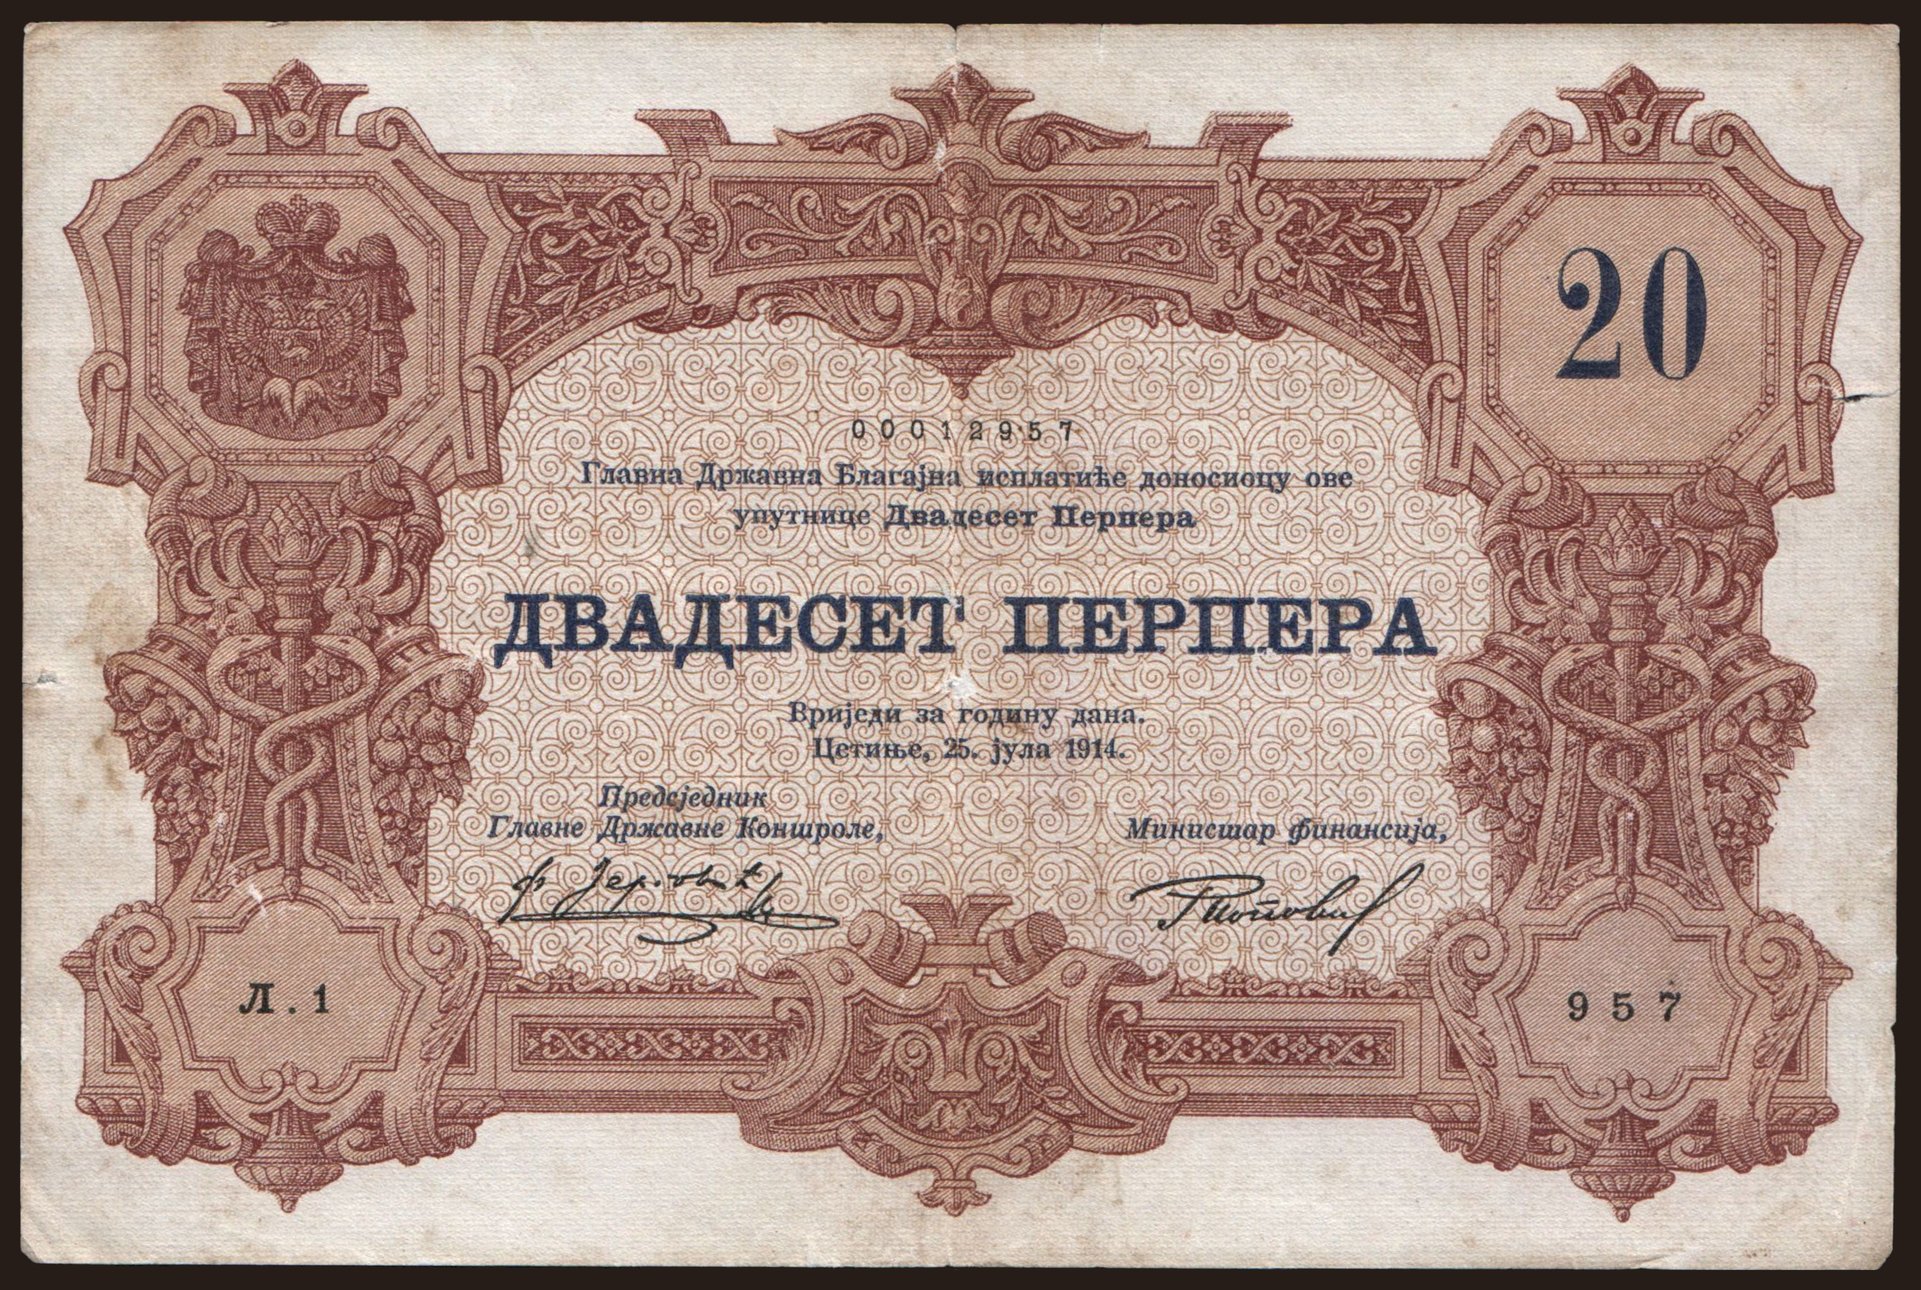 20
00012957
Главна Државна Благајна исплатиће доносиоцу ове
упутнице Двадесет Перпера
ДВАДЕСЕТ ПЕРПЕРА
Вриједи за годину дана.
Цетиње, 25. јула 1914.
Предсједник
Главне Државне Контроле,
Министар финансија,
Л. 1
957